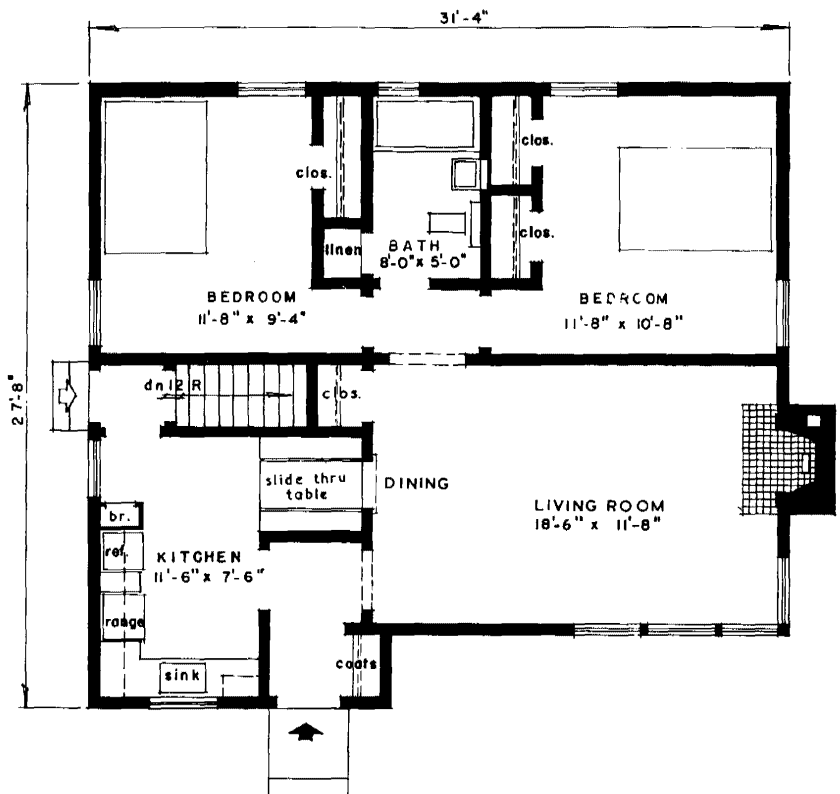 31'-4"
clos.
clos.
linen
BATH
8'-0" x 5'-0"
clos.
BEDROOM
11'-8" x 9'-4"
BEDROOM
11'-8" x 10'-8"
27'-8"
dn 12 R
clos.
slide thru
table
DINING
br.
LIVING ROOM
18'-6" x 11'-8"
ref.
KITCHEN
11'-6" x 7'-6"
range
sink
coats